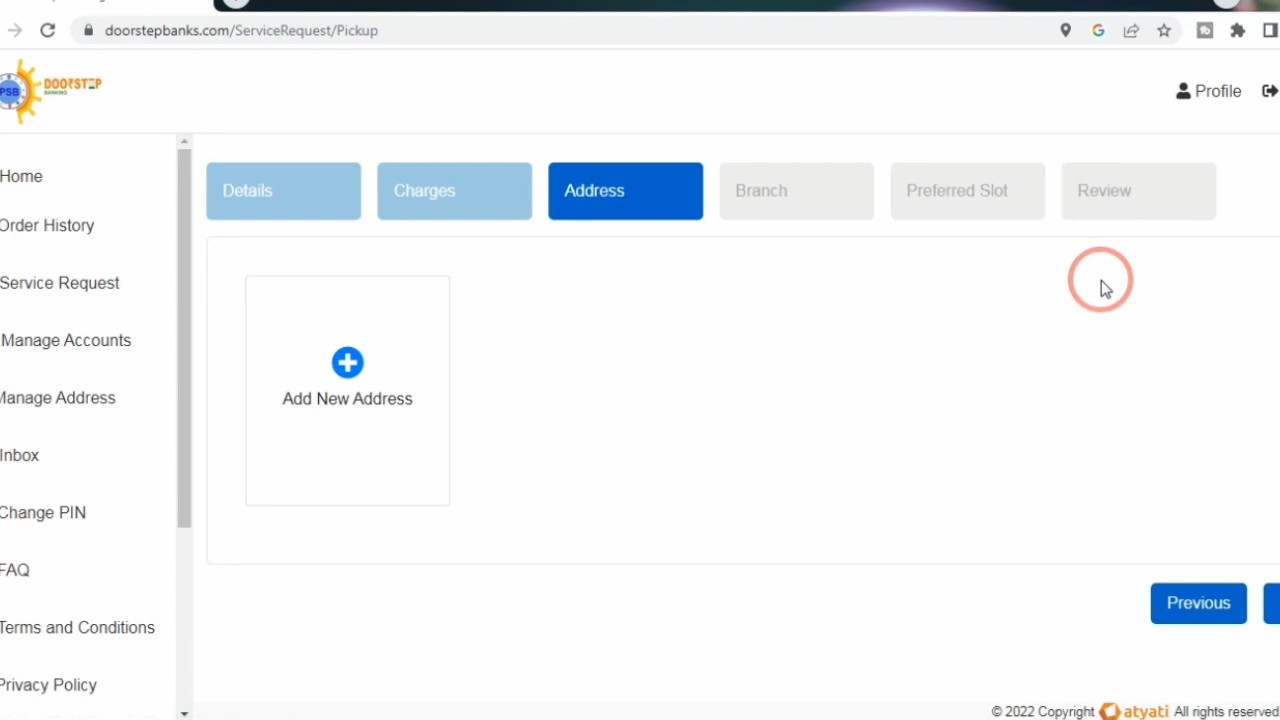 doorstepbanks.com/ServiceRequest/Pickup
PSB DOORSTEP
BANKING
Profile
Home
Order History
Service Request
Manage Accounts
Manage Address
Inbox
Change PIN
FAQ
Terms and Conditions
Privacy Policy
Details
Charges
Address
Branch
Preferred Slot
Review
Add New Address
Previous
© 2022 Copyright atyati All rights reserved